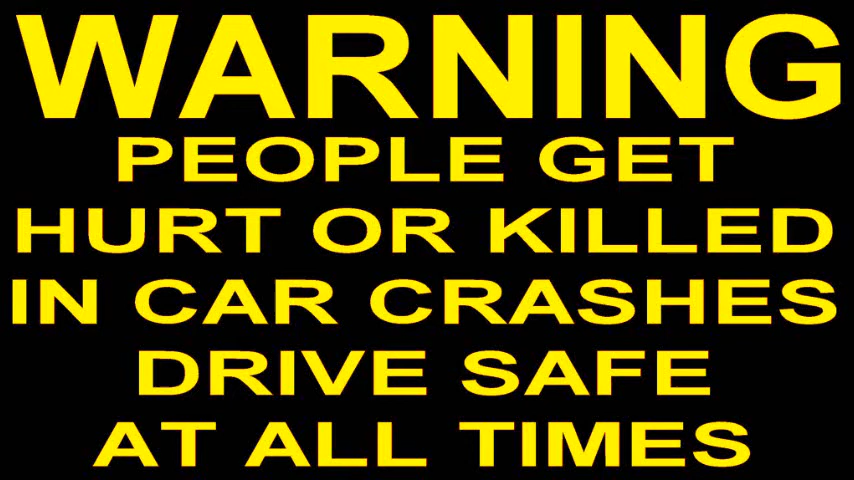 WARNING
PEOPLE GET
HURT OR KILLED
IN CAR CRASHES
DRIVE SAFE
AT ALL TIMES